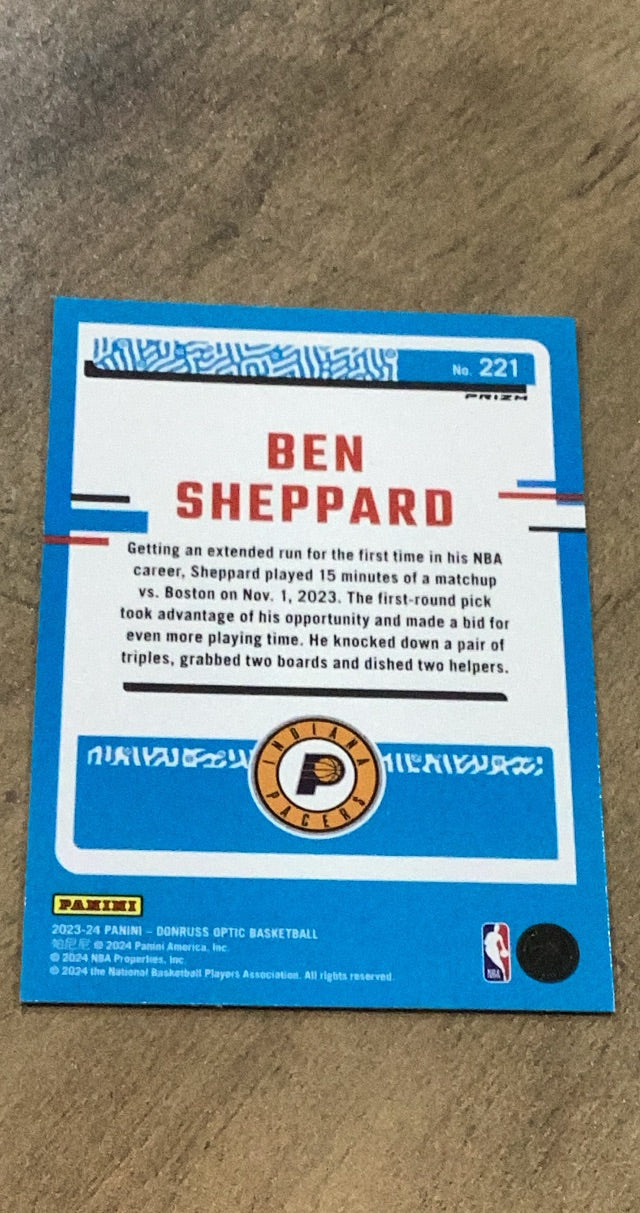 No. 221
PRIZM
BEN
SHEPPARD
Getting an extended run for the first time in his NBA
career, Sheppard played 15 minutes of a matchup
vs. Boston on Nov. 1, 2023. The first-round pick
took advantage of his opportunity and made a bid for
even more playing time. He knocked down a pair of
triples, grabbed two boards and dished two helpers.
INDIANA
P
PACERS
PANINI
2023-24 PANINI – DONRUSS OPTIC BASKETBALL
帕尼尼 © 2024 Panini America, Inc.
© 2024 NBA Properties, Inc.
© 2024 the National Basketball Players Association. All rights reserved.
NBA